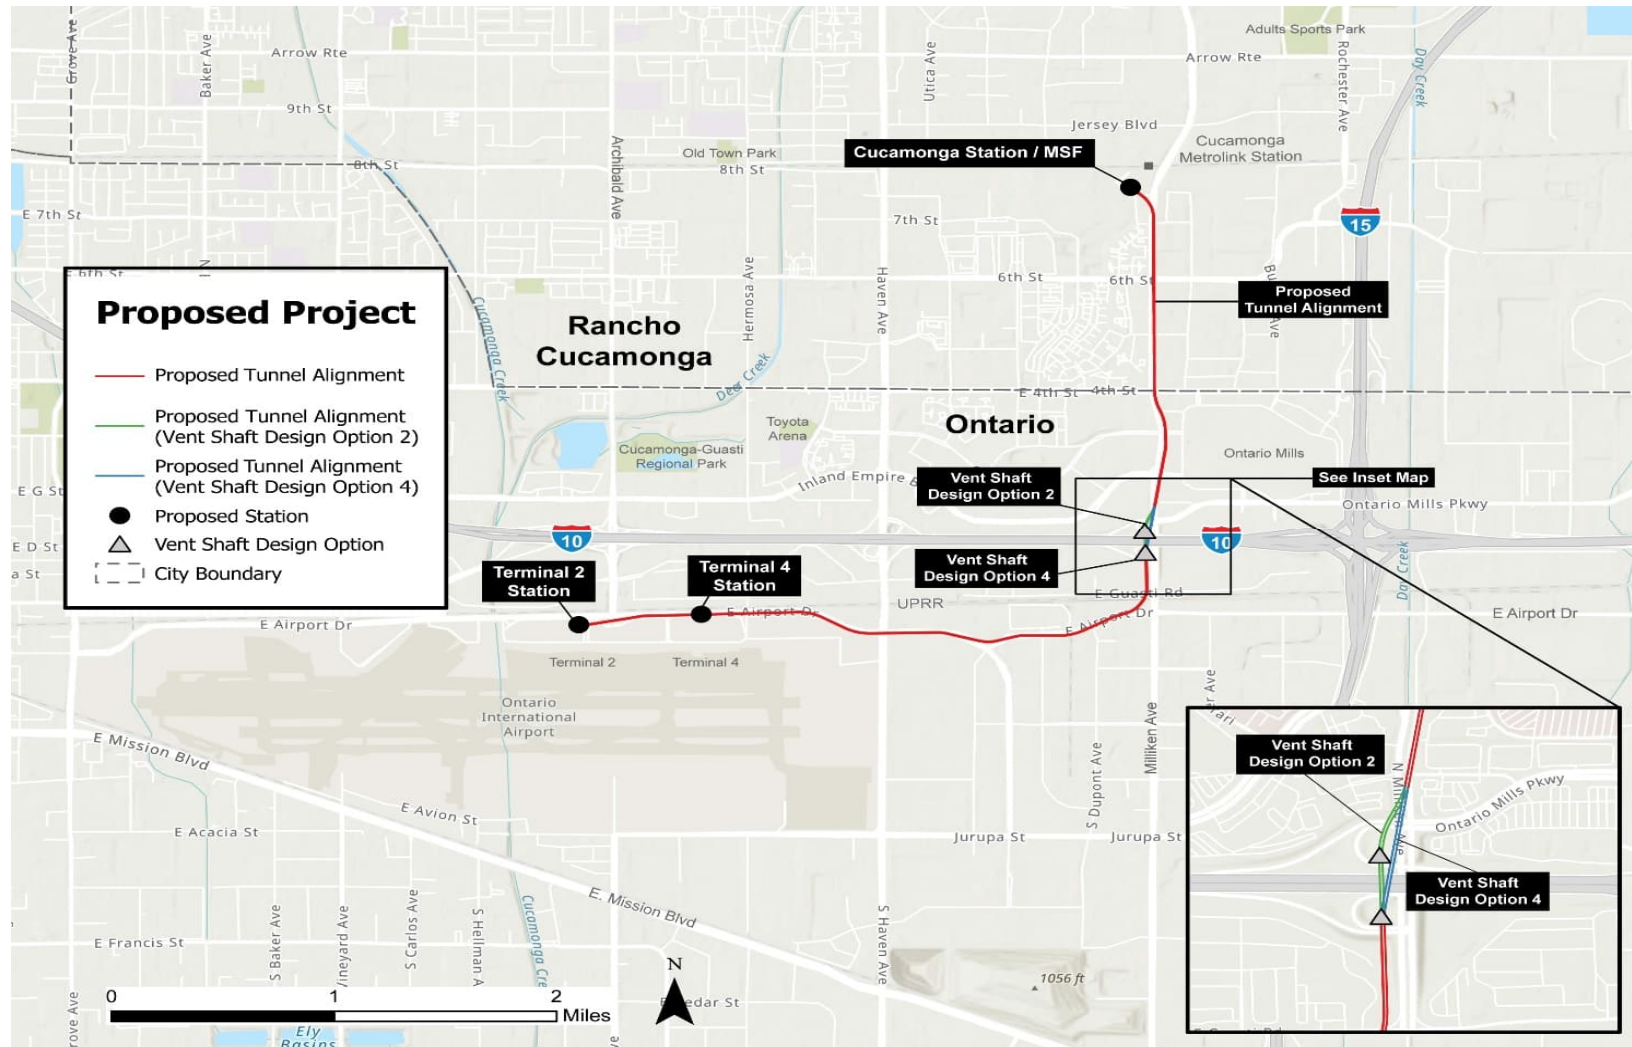 Adults Sports Park
Grove Ave
Baker Ave
Arrow Rte
Utica Ave
Arrow Rte
Rochester Ave
Day Creek
9th St
Jersey Blvd
Cucamonga
Metrolink Station
Cucamonga Station / MSF
Old Town Park
8th St
8th St
Archibald Ave
E 7th St
7th St
15
E 6th St
Hermosa Ave
Haven Ave
6th St
6th St
Proposed
Tunnel Alignment
Ave
Proposed Project
Proposed Tunnel Alignment
Proposed Tunnel Alignment
(Vent Shaft Design Option 2)
Proposed Tunnel Alignment
(Vent Shaft Design Option 4)
Proposed Station
Vent Shaft Design Option
City Boundary
Cucamonga Creek
Rancho
Cucamonga
Deer Creek
E 4th St
4th St
Toyota
Arena
Ontario
Cucamonga-Guasti
Regional Park
Ontario Mills
Inland Empire
Vent Shaft
Design Option 2
See Inset Map
Ontario Mills Pkwy
E G St
E D St
a St
10
10
Vent Shaft
Design Option 4
Day Creek
Terminal 2
Station
Terminal 4
Station
E Guasti Rd
UPRR
E Airport Dr
E Airport Dr
E Airport Dr
E Airport Dr
Terminal 2
Terminal 4
Ontario
International
Airport
E Mission Blvd
S Dupont Ave
Milliken Ave
E Avion St
E Acacia St
Jurupa St
Jurupa St
Vent Shaft
Design Option 2
Ontario Mills Pkwy
Vent Shaft
Design Option 4
E. Mission Blvd
E Francis St
S Baker Ave
S Carlos Ave
S Hellman A
Cucamonga Cre
S Haven Ave
1056 ft
N
0 1 2
Miles
Ely
Basins